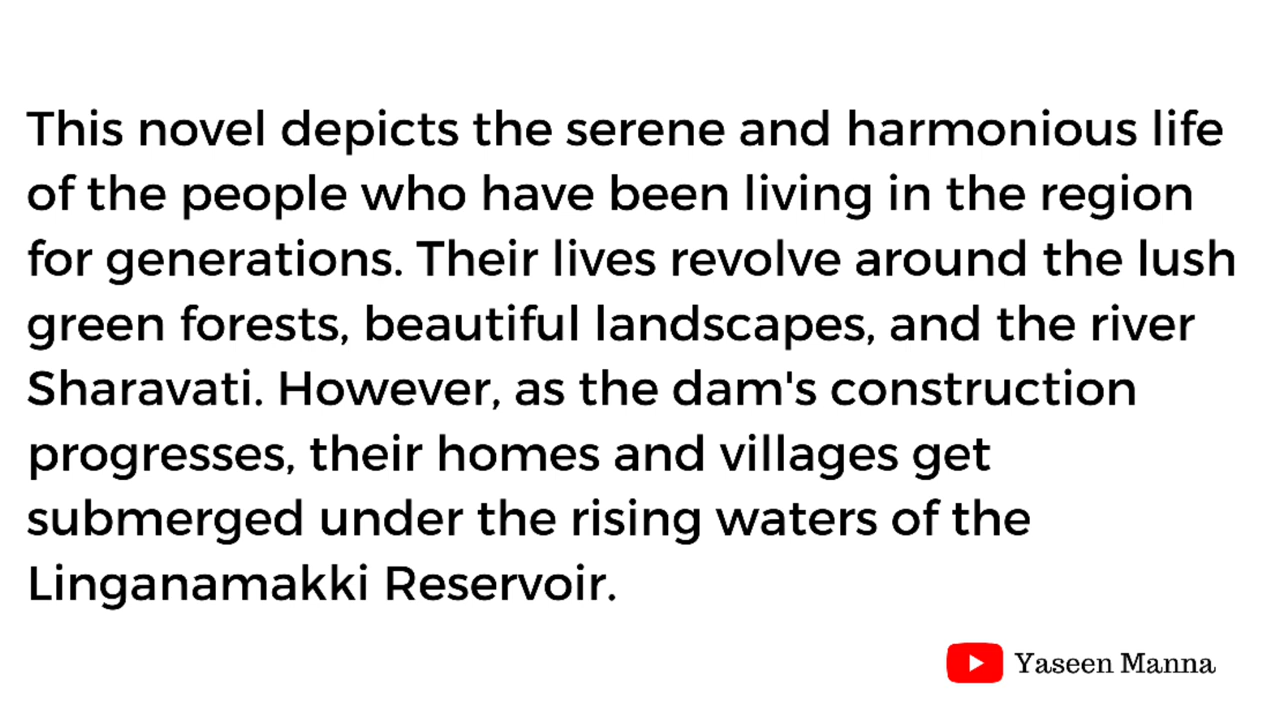 This novel depicts the serene and harmonious life
of the people who have been living in the region
for generations. Their lives revolve around the lush
green forests, beautiful landscapes, and the river
Sharavati. However, as the dam's construction
progresses, their homes and villages get
submerged under the rising waters of the
Linganamakki Reservoir.
Yaseen Manna